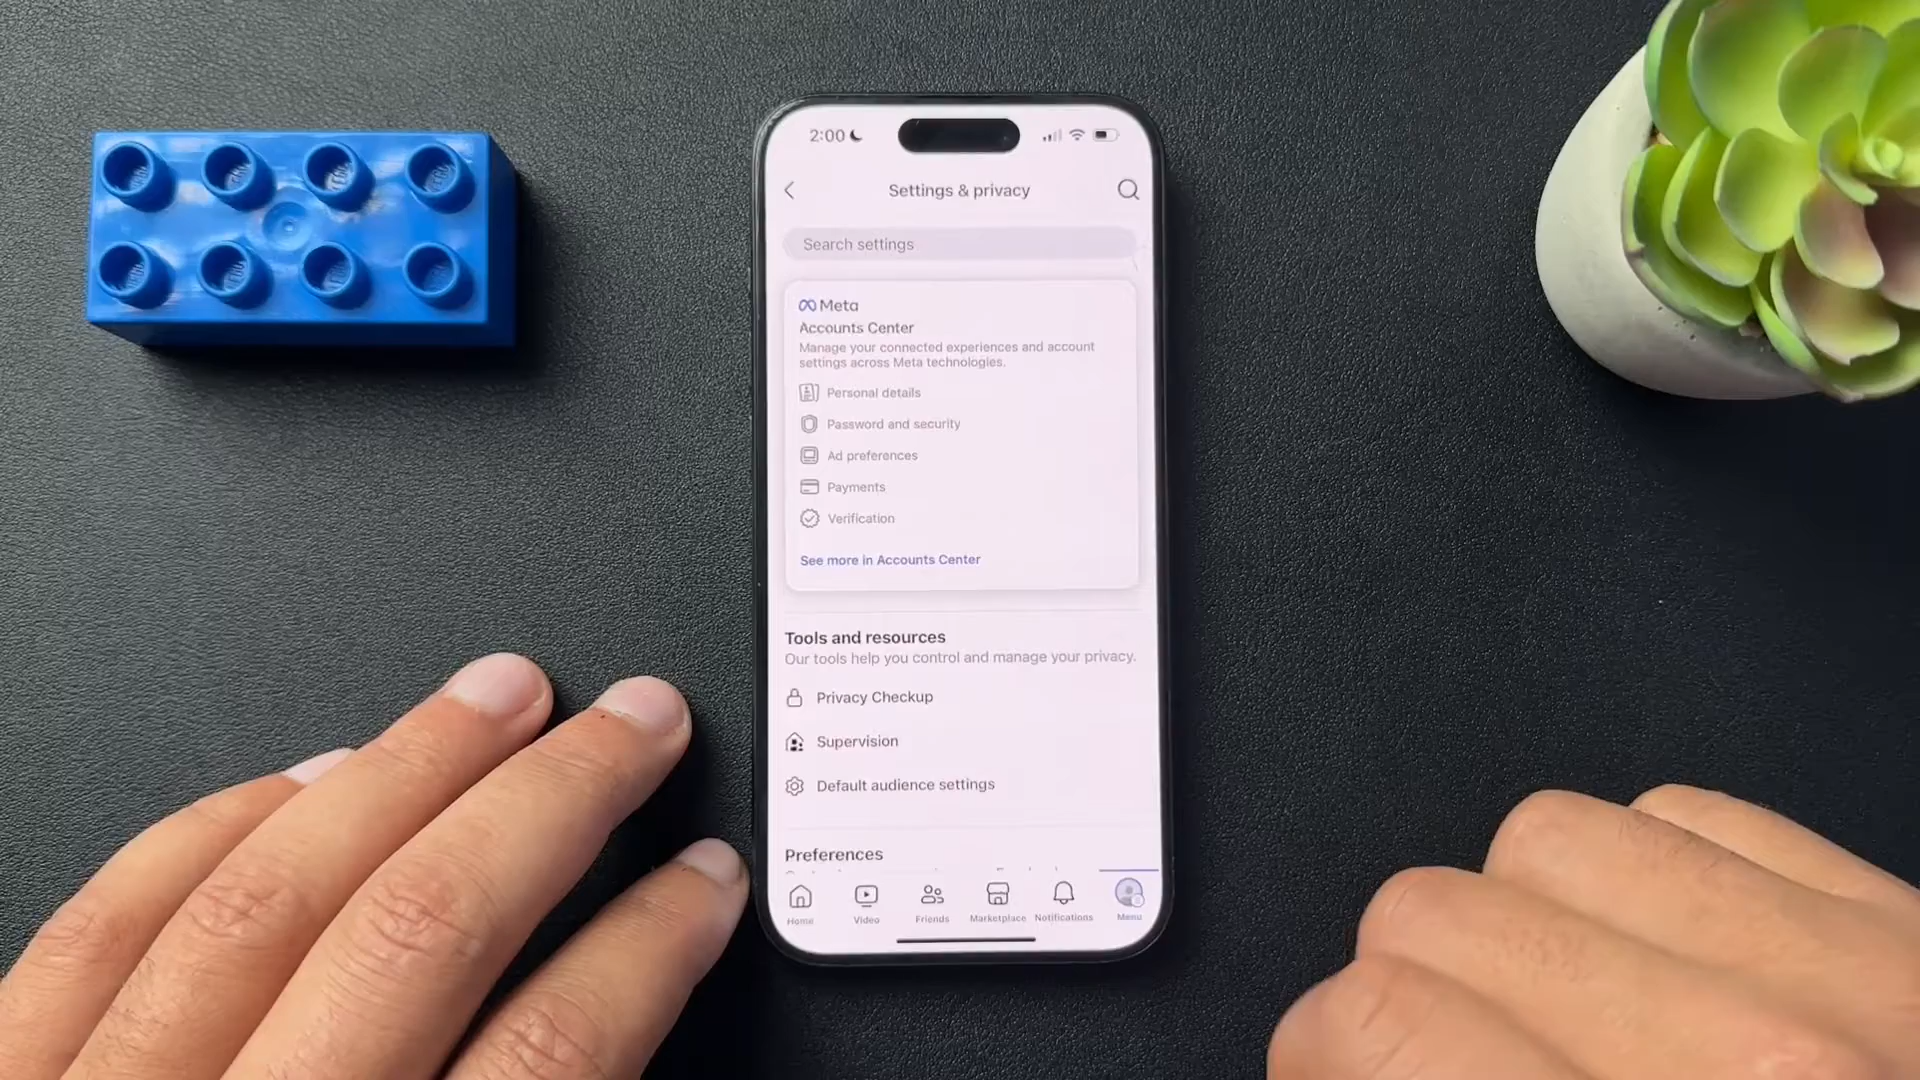 2:00
Settings & privacy
Search settings
Meta
Accounts Center
Manage your connected experiences and account
settings across Meta technologies.
Personal details
Password and security
Ad preferences
Payments
Verification
See more in Accounts Center
Tools and resources
Our tools help you control and manage your privacy.
Privacy Checkup
Supervision
Default audience settings
Preferences
Home
Video
Friends
Marketplace
Notifications
Menu